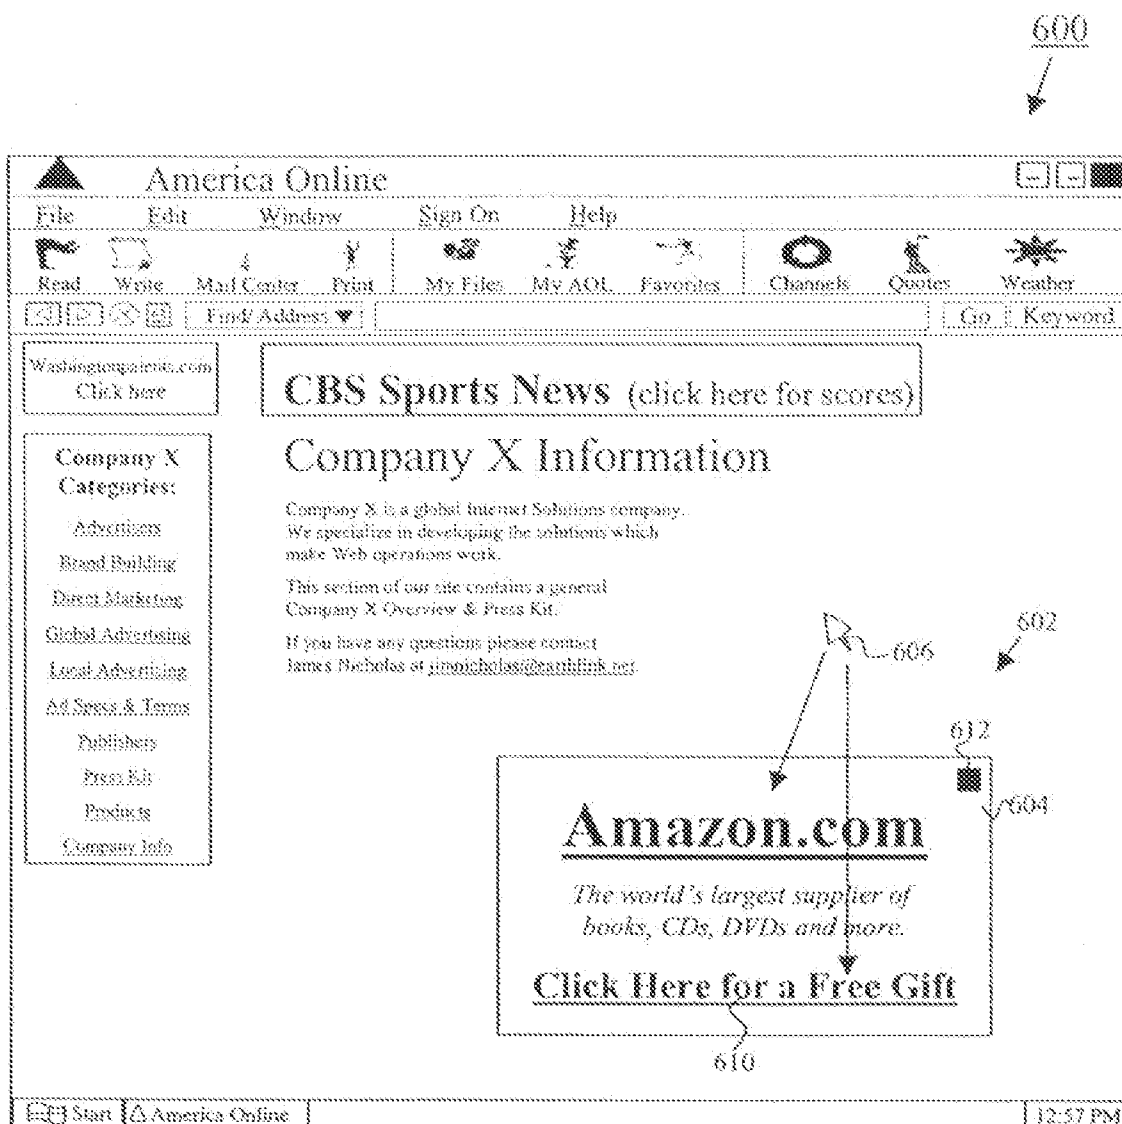 600
America Online
File Edit Window Sign On Help
Read Write Mail Center Print My Files My AOL Favorites Channels Quotes Weather
Find/ Address Go Keyword
Washingtonpatents.com
Click here
CBS Sports News (click here for scores)
Company X
Categories:
Advertisers
Brand Building
Direct Marketing
Global Advertising
Local Advertising
Ad Specs & Terms
Publishers
Press Kit
Products
Company Info
Company X Information
Company X is a global Internet Solutions company.
We specialize in developing the solutions which
make Web operations work.
This section of our site contains a general
Company X Overview & Press Kit.
If you have any questions please contact
James Nicholas at jimnicholas@earthlink.net.
606
602
612
604
Amazon.com
The world's largest supplier of
books, CDs, DVDs and more.
Click Here for a Free Gift
610
Start America Online 12:57 PM